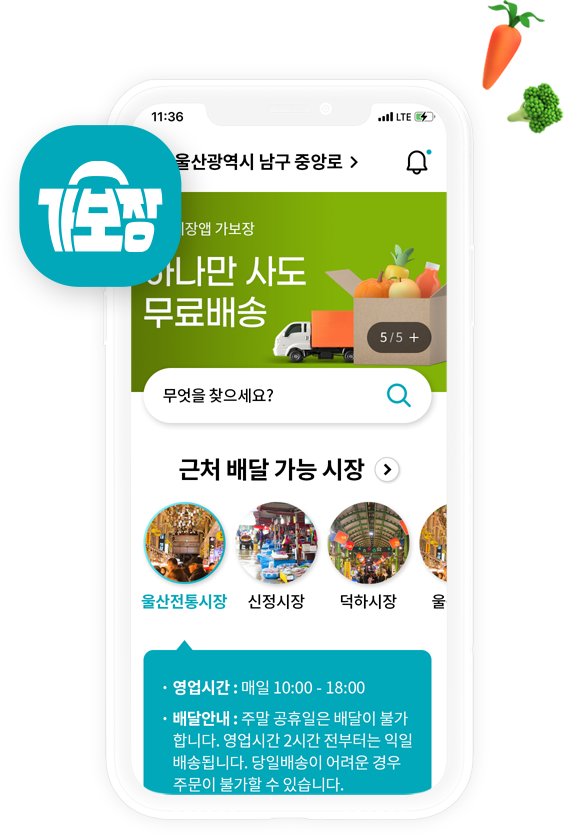 11:36
LTE
가보장
울산광역시 남구 중앙로
장앱 가보장
하나만 사도
무료배송
5/5 +
무엇을 찾으세요?
근처 배달 가능 시장
울산전통시장 신정시장 덕하시장 울
· 영업시간 : 매일 10:00 - 18:00
· 배달안내 : 주말 공휴일은 배달이 불가
합니다. 영업시간 2시간 전부터는 익일
배송됩니다. 당일배송이 어려운 경우
주문이 불가할 수 있습니다.